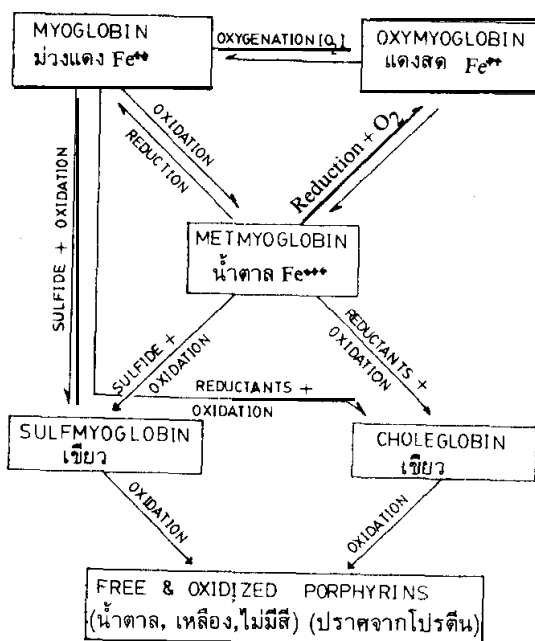 MYOGLOBIN
ม่วงแดง Fe⁺⁺
OXYGENATION [O₂]
OXYMYOGLOBIN
แดงสด Fe⁺⁺
OXIDATION
REDUCTION
Reduction + O₂
SULFIDE + OXIDATION
METMYOGLOBIN
น้ำตาล Fe⁺⁺⁺
SULFIDE +
OXIDATION
REDUCTANTS +
OXIDATION
REDUCTANTS +
OXIDATION
SULFMYOGLOBIN
เขียว
CHOLEGLOBIN
เขียว
OXIDATION
OXIDATION
FREE & OXIDIZED PORPHYRINS
(น้ำตาล, เหลือง,ไม่มีสี) (ปราศจากโปรตีน)